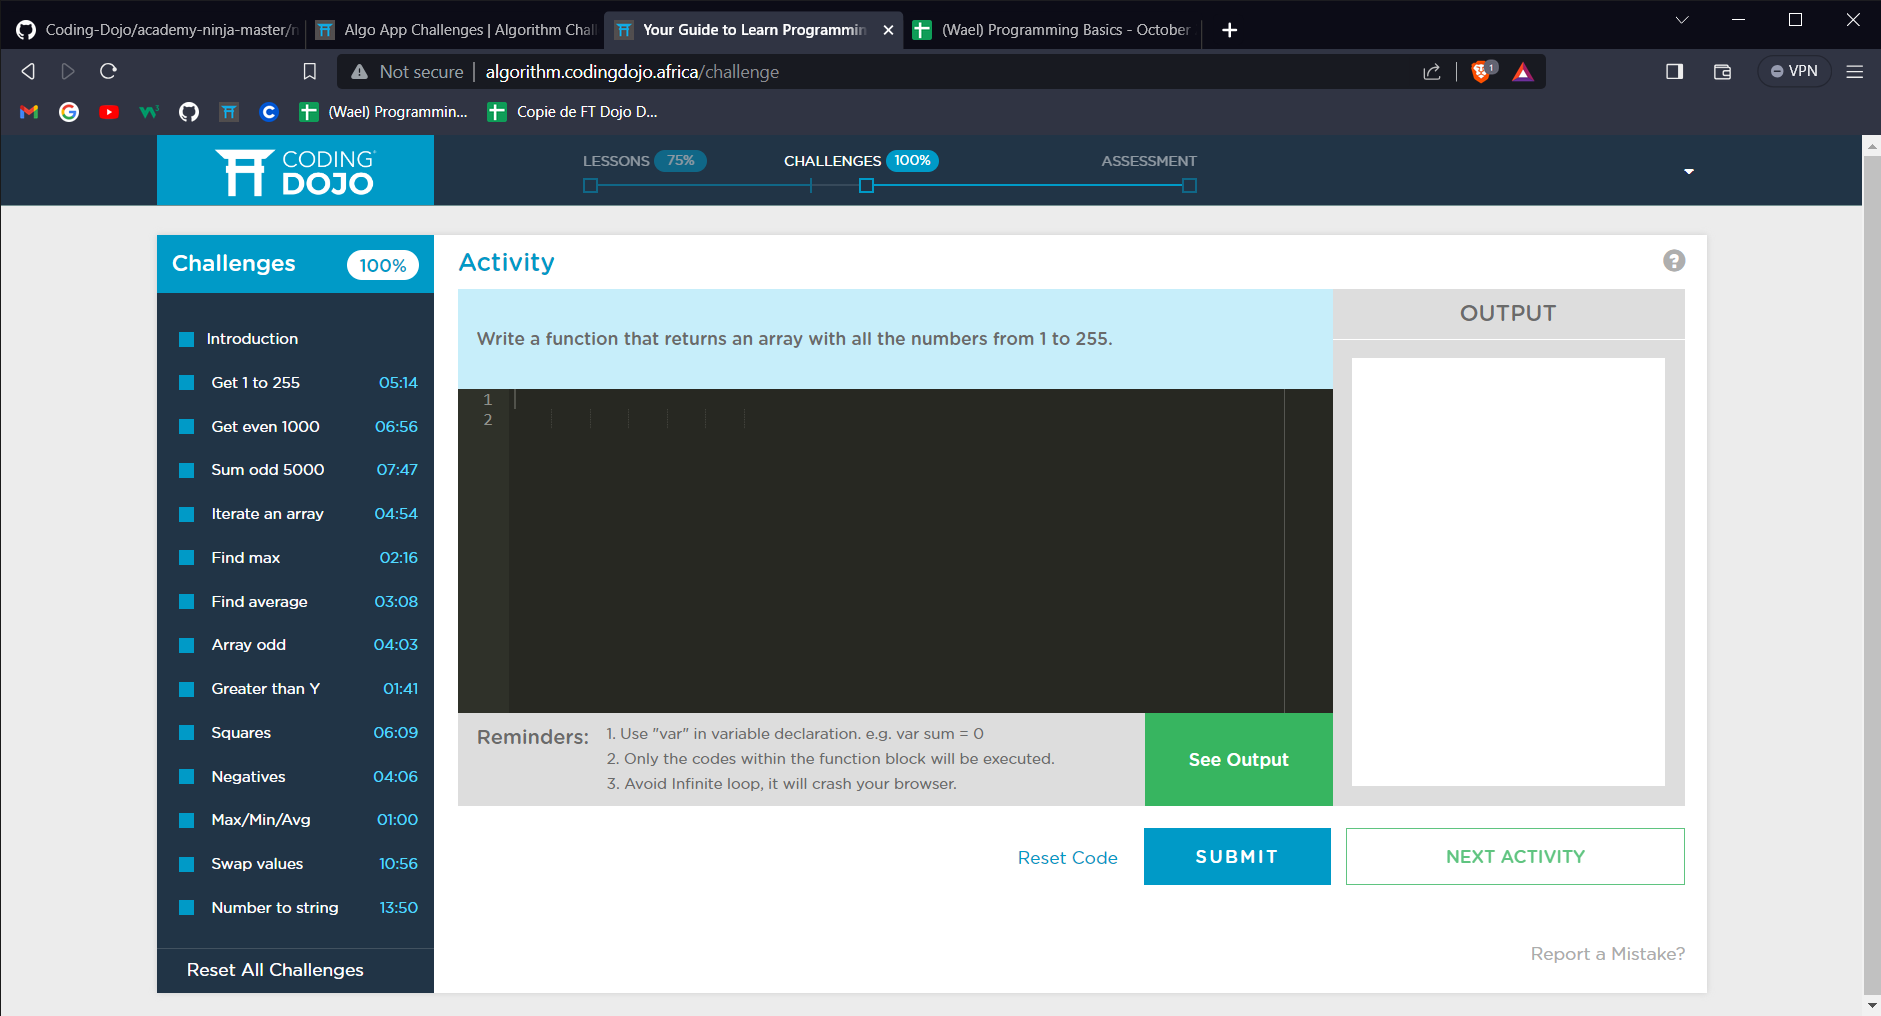 Coding-Dojo/academy-ninja-master/n
Algo App Challenges | Algorithm Chall
Your Guide to Learn Programmin
(Wael) Programming Basics - October
Not secure
algorithm.codingdojo.africa/challenge
1
VPN
(Wael) Programmin...
Copie de FT Dojo D...
CODING
DOJO
LESSONS 75%
CHALLENGES 100%
ASSESSMENT
Challenges 100%
Introduction
Get 1 to 255 05:14
Get even 1000 06:56
Sum odd 5000 07:47
Iterate an array 04:54
Find max 02:16
Find average 03:08
Array odd 04:03
Greater than Y 01:41
Squares 06:09
Negatives 04:06
Max/Min/Avg 01:00
Swap values 10:56
Number to string 13:50
Reset All Challenges
Activity
?
Write a function that returns an array with all the numbers from 1 to 255.
1
2
OUTPUT
Reminders:
1. Use "var" in variable declaration. e.g. var sum = 0
2. Only the codes within the function block will be executed.
3. Avoid Infinite loop, it will crash your browser.
See Output
Reset Code
SUBMIT
NEXT ACTIVITY
Report a Mistake?